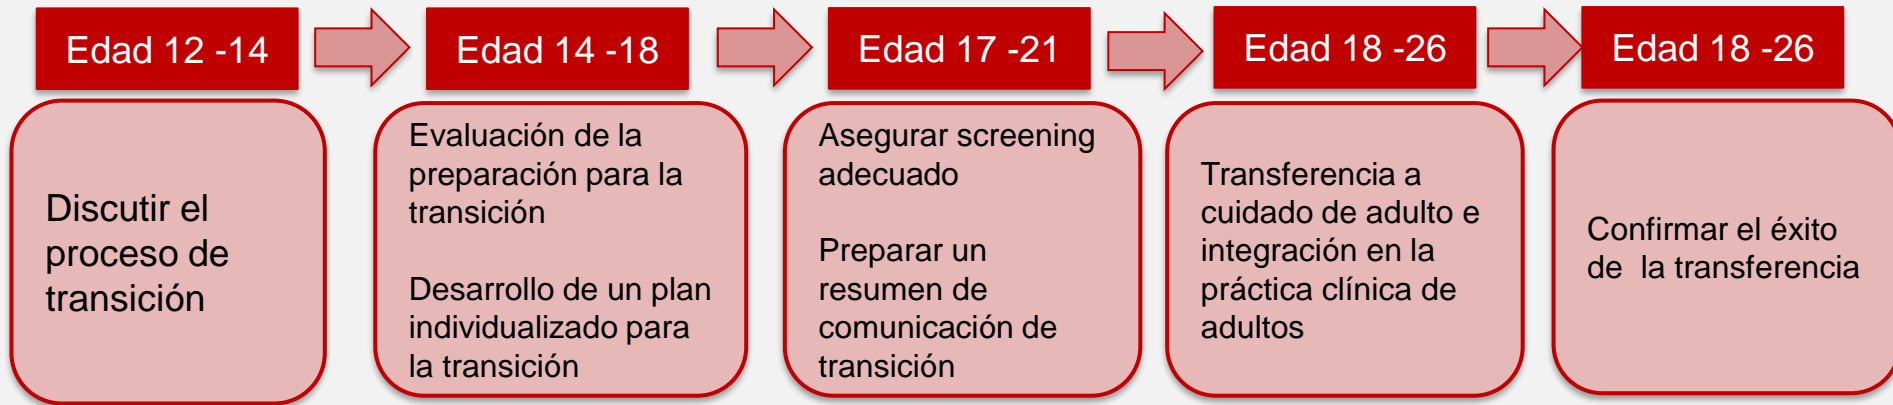 Edad 12 -14
Edad 14 -18
Edad 17 -21
Edad 18 -26
Edad 18 -26
Discutir el
proceso de
transición
Evaluación de la
preparación para la
transición
Desarrollo de un plan
individualizado para
la transición
Asegurar screening
adecuado
Preparar un
resumen de
comunicación de
transición
Transferencia a
cuidado de adulto e
integración en la
práctica clínica de
adultos
Confirmar el éxito
de la transferencia